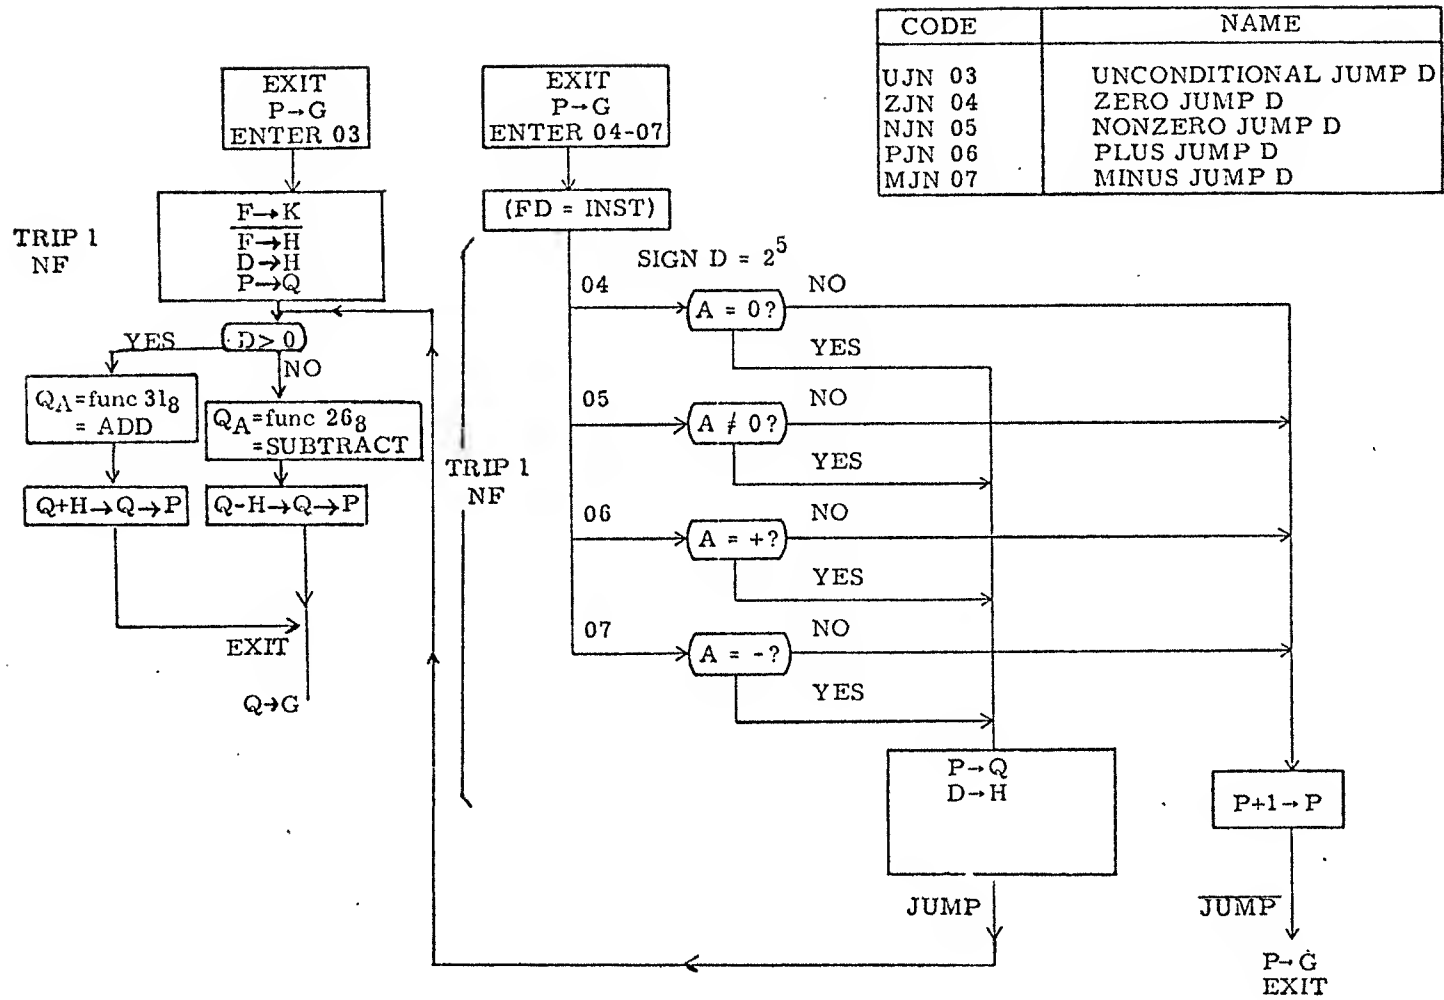 CODE NAME
UJN 03 UNCONDITIONAL JUMP D
ZJN 04 ZERO JUMP D
NJN 05 NONZERO JUMP D
PJN 06 PLUS JUMP D
MJN 07 MINUS JUMP D
EXIT
P→G
ENTER 03
TRIP 1
NF
F→K
F→H
D→H
P→Q
D>0
YES
NO
QA=func 318
= ADD
QA=func 268
=SUBTRACT
Q+H→Q→P
Q-H→Q→P
EXIT
Q→G
EXIT
P→G
ENTER 04-07
(FD = INST)
TRIP 1
NF
SIGN D = 2⁵
04
A = 0?
NO
YES
05
A ≠ 0?
NO
YES
06
A = +?
NO
YES
07
A = -?
NO
YES
P→Q
D→H
JUMP
P+1→P
JUMP
P→G
EXIT